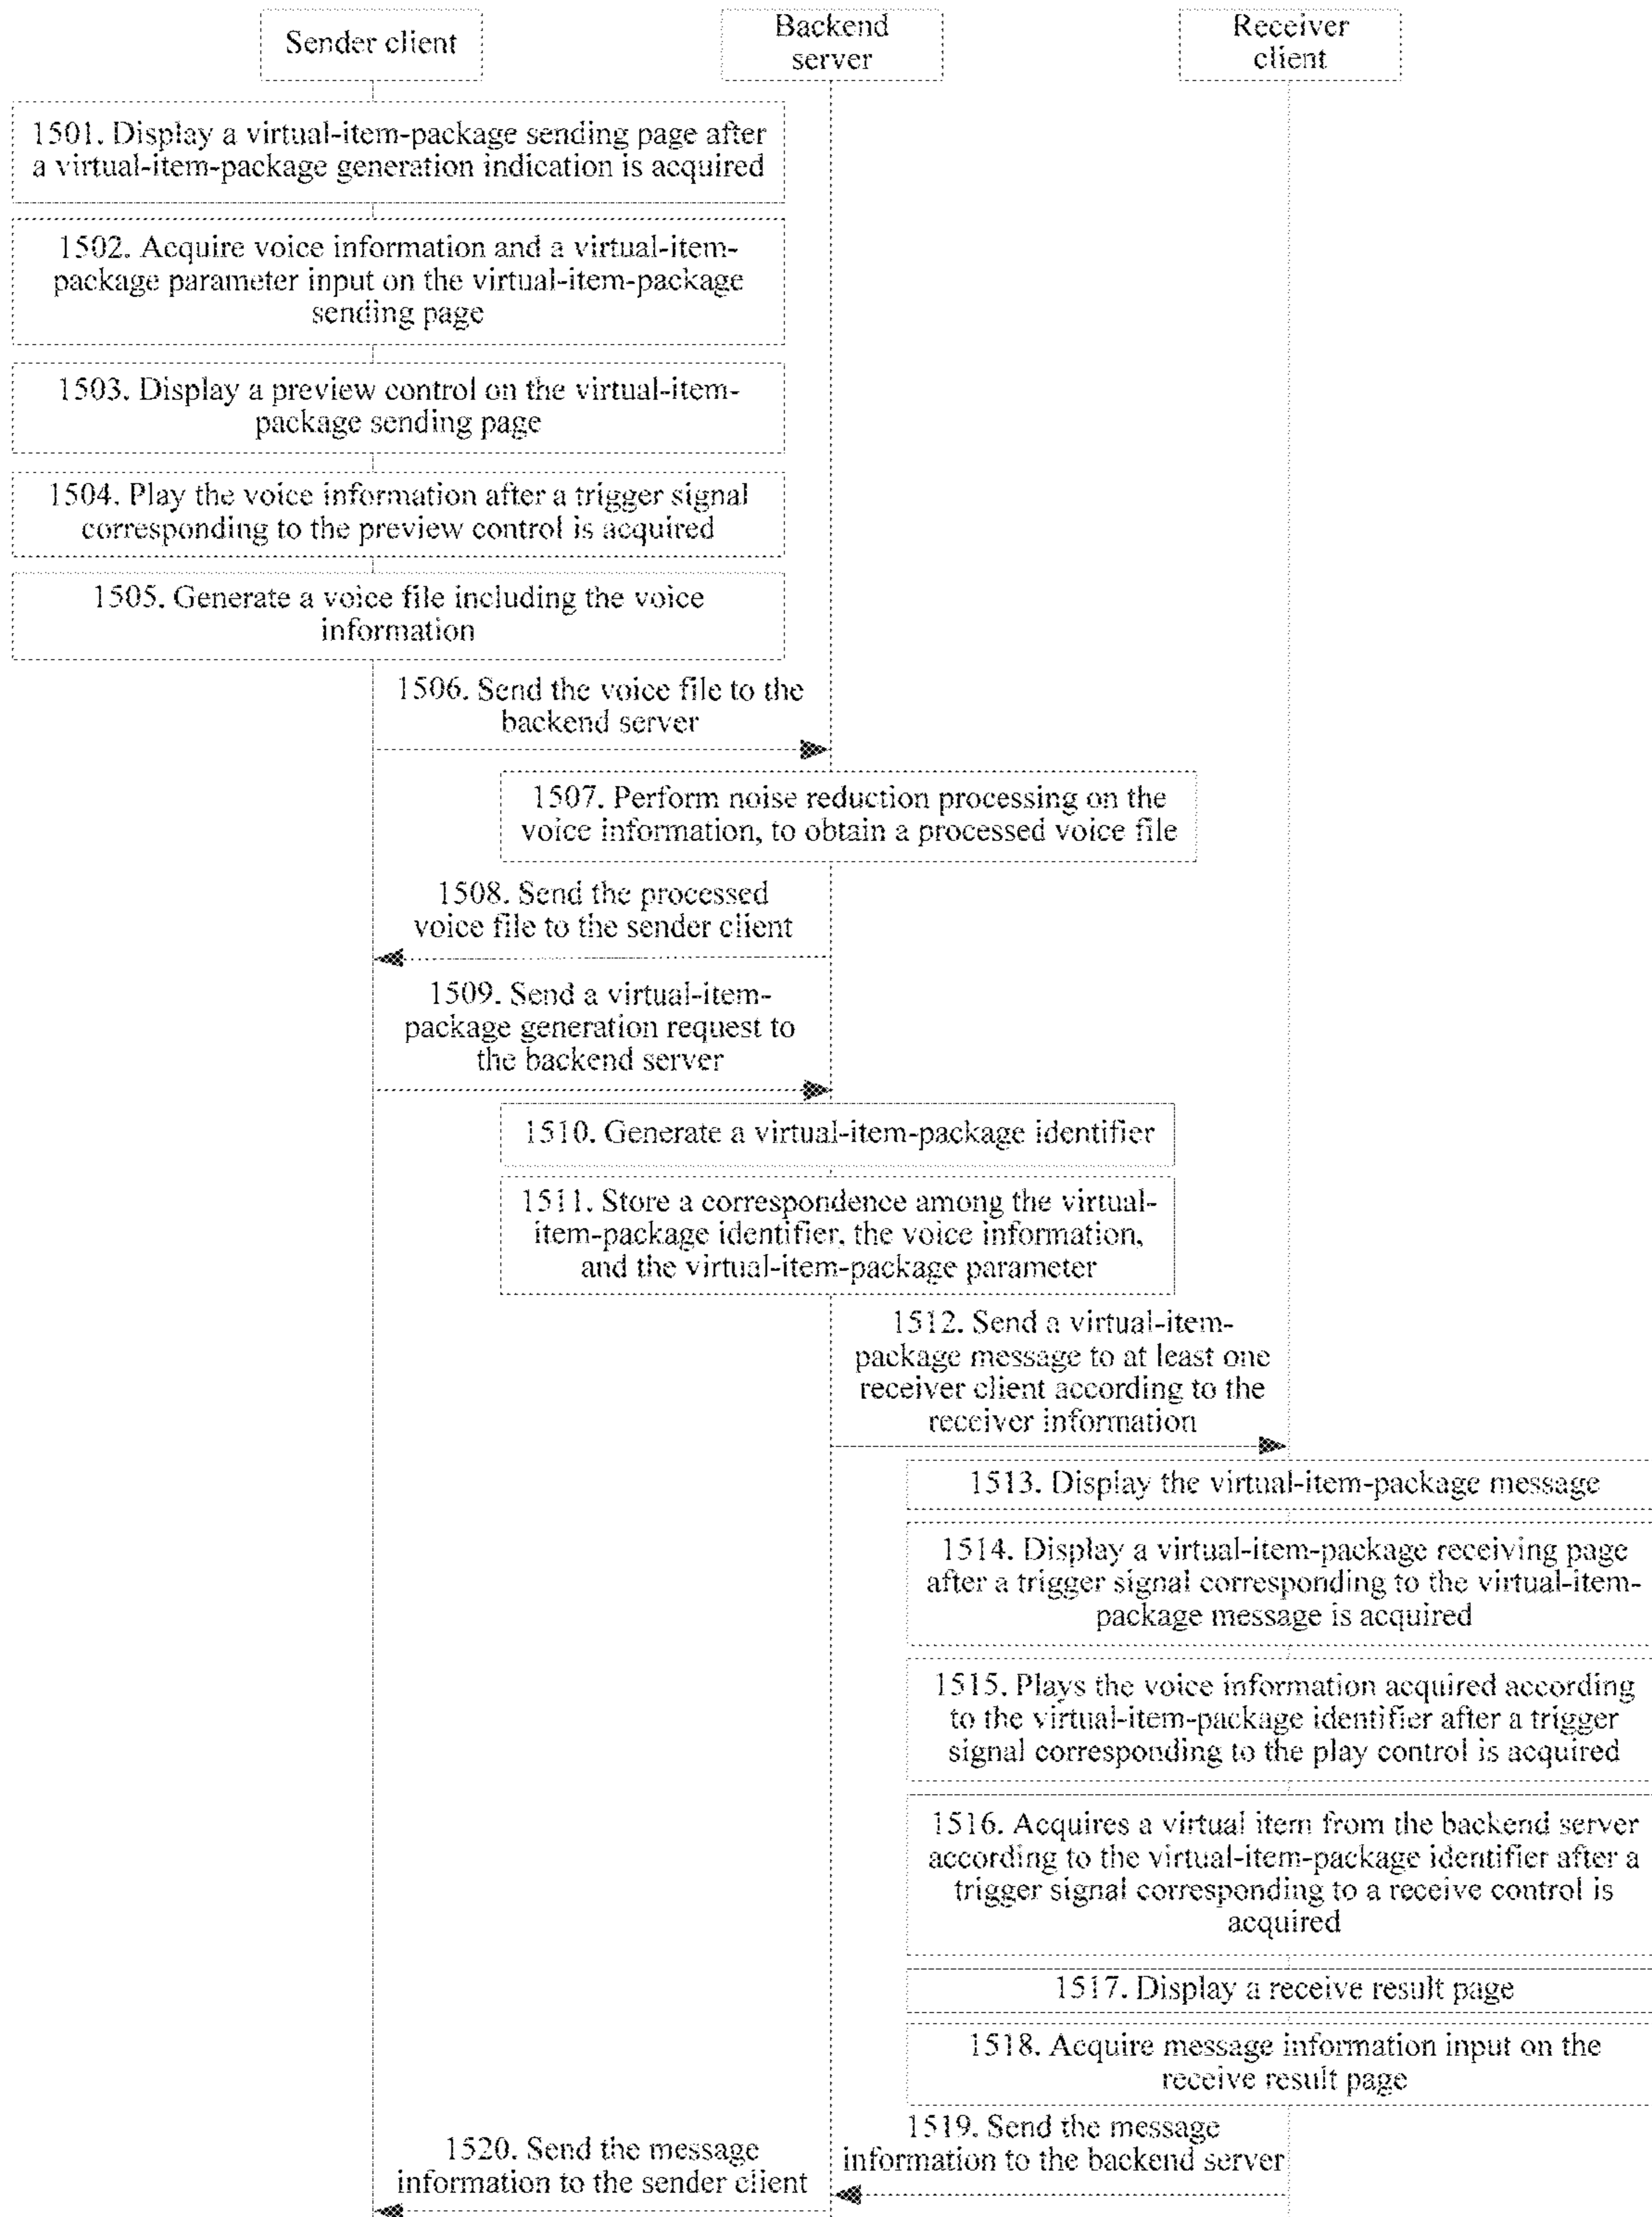 Sender client
Backend
server
Receiver
client
1501. Display a virtual-item-package sending page after
a virtual-item-package generation indication is acquired
1502. Acquire voice information and a virtual-item-
package parameter input on the virtual-item-package
sending page
1503. Display a preview control on the virtual-item-
package sending page
1504. Play the voice information after a trigger signal
corresponding to the preview control is acquired
1505. Generate a voice file including the voice
information
1506. Send the voice file to the
backend server
1507. Perform noise reduction processing on the
voice information, to obtain a processed voice file
1508. Send the processed
voice file to the sender client
1509. Send a virtual-item-
package generation request to
the backend server
1510. Generate a virtual-item-package identifier
1511. Store a correspondence among the virtual-
item-package identifier, the voice information,
and the virtual-item-package parameter
1512. Send a virtual-item-
package message to at least one
receiver client according to the
receiver information
1513. Display the virtual-item-package message
1514. Display a virtual-item-package receiving page
after a trigger signal corresponding to the virtual-item-
package message is acquired
1515. Plays the voice information acquired according
to the virtual-item-package identifier after a trigger
signal corresponding to the play control is acquired
1516. Acquires a virtual item from the backend server
according to the virtual-item-package identifier after a
trigger signal corresponding to a receive control is
acquired
1517. Display a receive result page
1518. Acquire message information input on the
receive result page
1519. Send the message
information to the backend server
1520. Send the message
information to the sender client